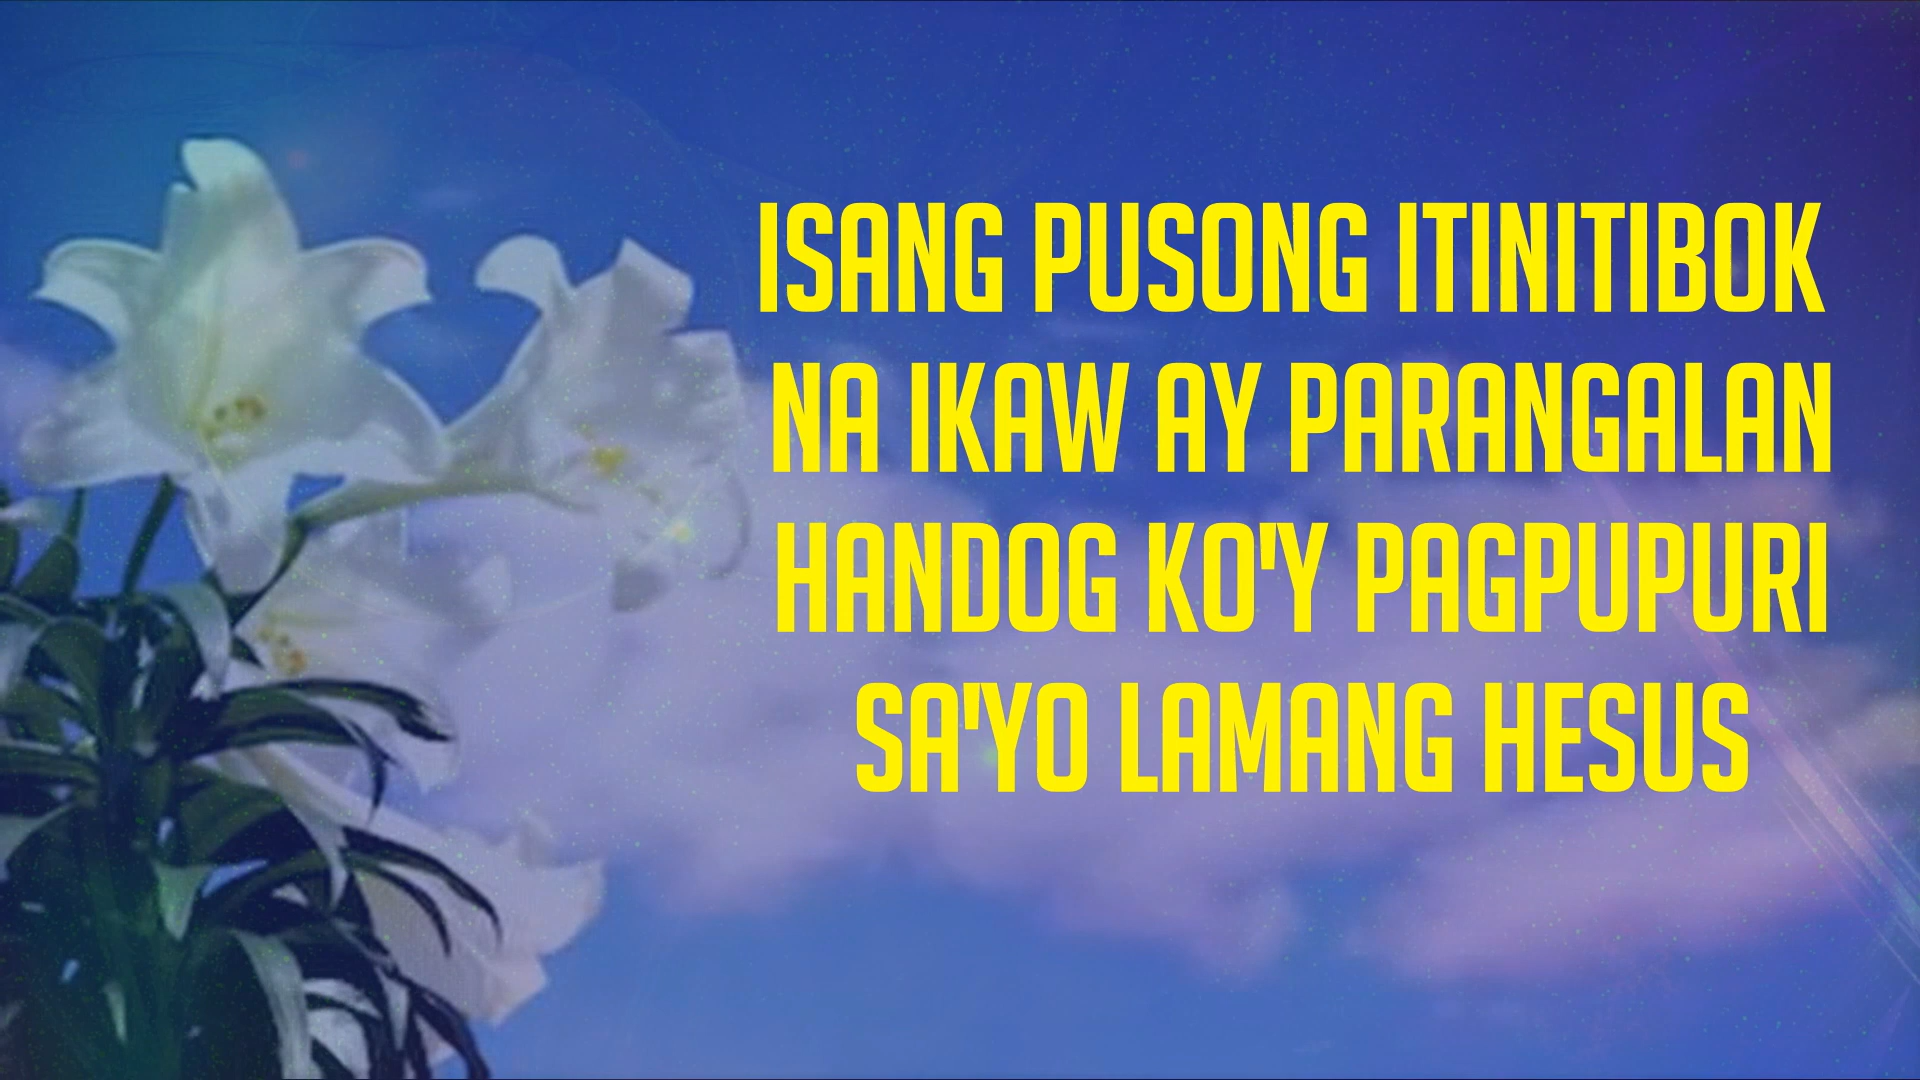 ISANG PUSONG ITINITIBOK
NA IKAW AY PARANGALAN
HANDOG KO'Y PAGPUPURI
SA'YO LAMANG HESUS